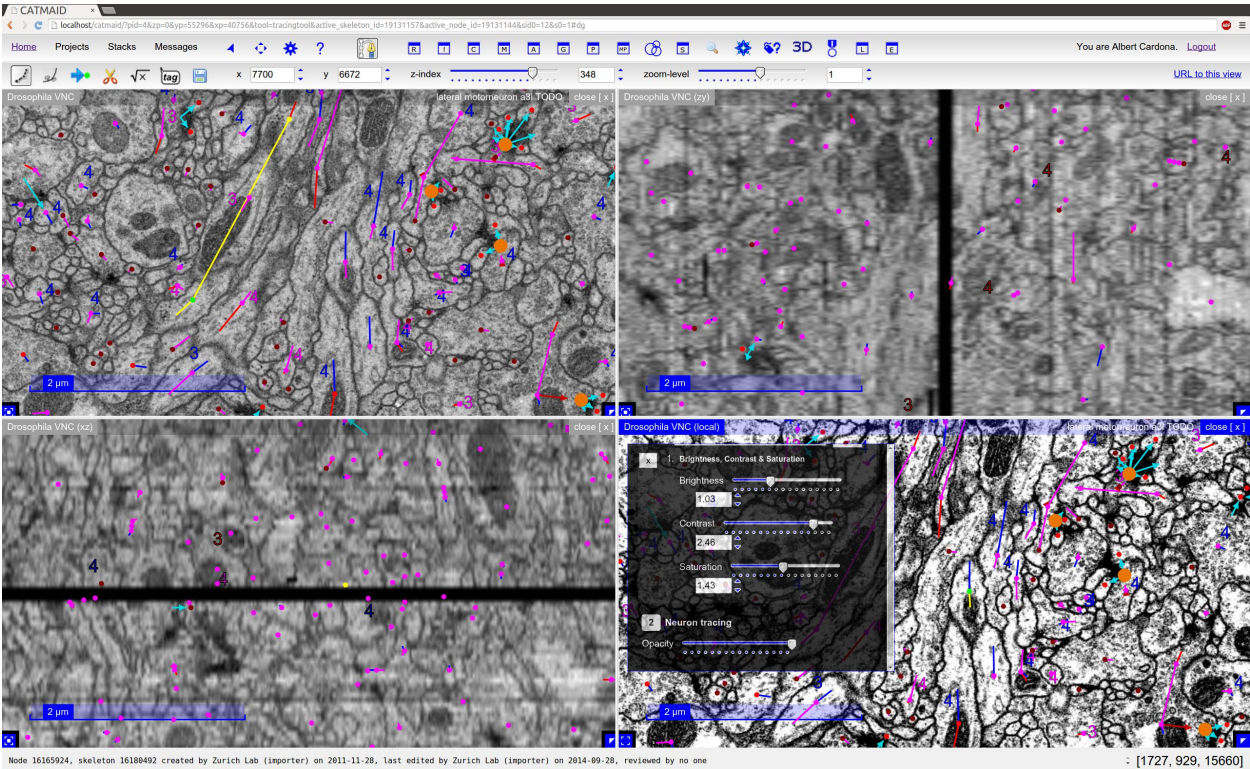 CATMAID
localhost/catmaid/?pid=4&zp=0&yp=55296&xp=40756&tool=tracingtool&active_skeleton_id=19131157&active_node_id=19131144&sid0=12&s0=1#dg
ABP
Home Projects Stacks Messages ? R T C M A G P MP S 3D L E You are Albert Cardona. Logout
tag x 7700 y 6672 z-index 348 zoom-level 1 URL to this view
Drosophila VNC lateral motorneuron a3l TODO close [ x ]
Drosophila VNC (zy) close [ x ]
2 µm
2 µm
Drosophila VNC (xz) close [ x ]
Drosophila VNC (local) lateral motorneuron a3l TODO close [ x ]
x 1. Brightness, Contrast & Saturation
Brightness
1.03
Contrast
2.46
Saturation
1.43
2 Neuron tracing
Opacity
2 µm
2 µm
Node 16165924, skeleton 16180492 created by Zurich Lab (importer) on 2011-11-28, last edited by Zurich Lab (importer) on 2014-09-28, reviewed by no one [1727, 929, 15660]